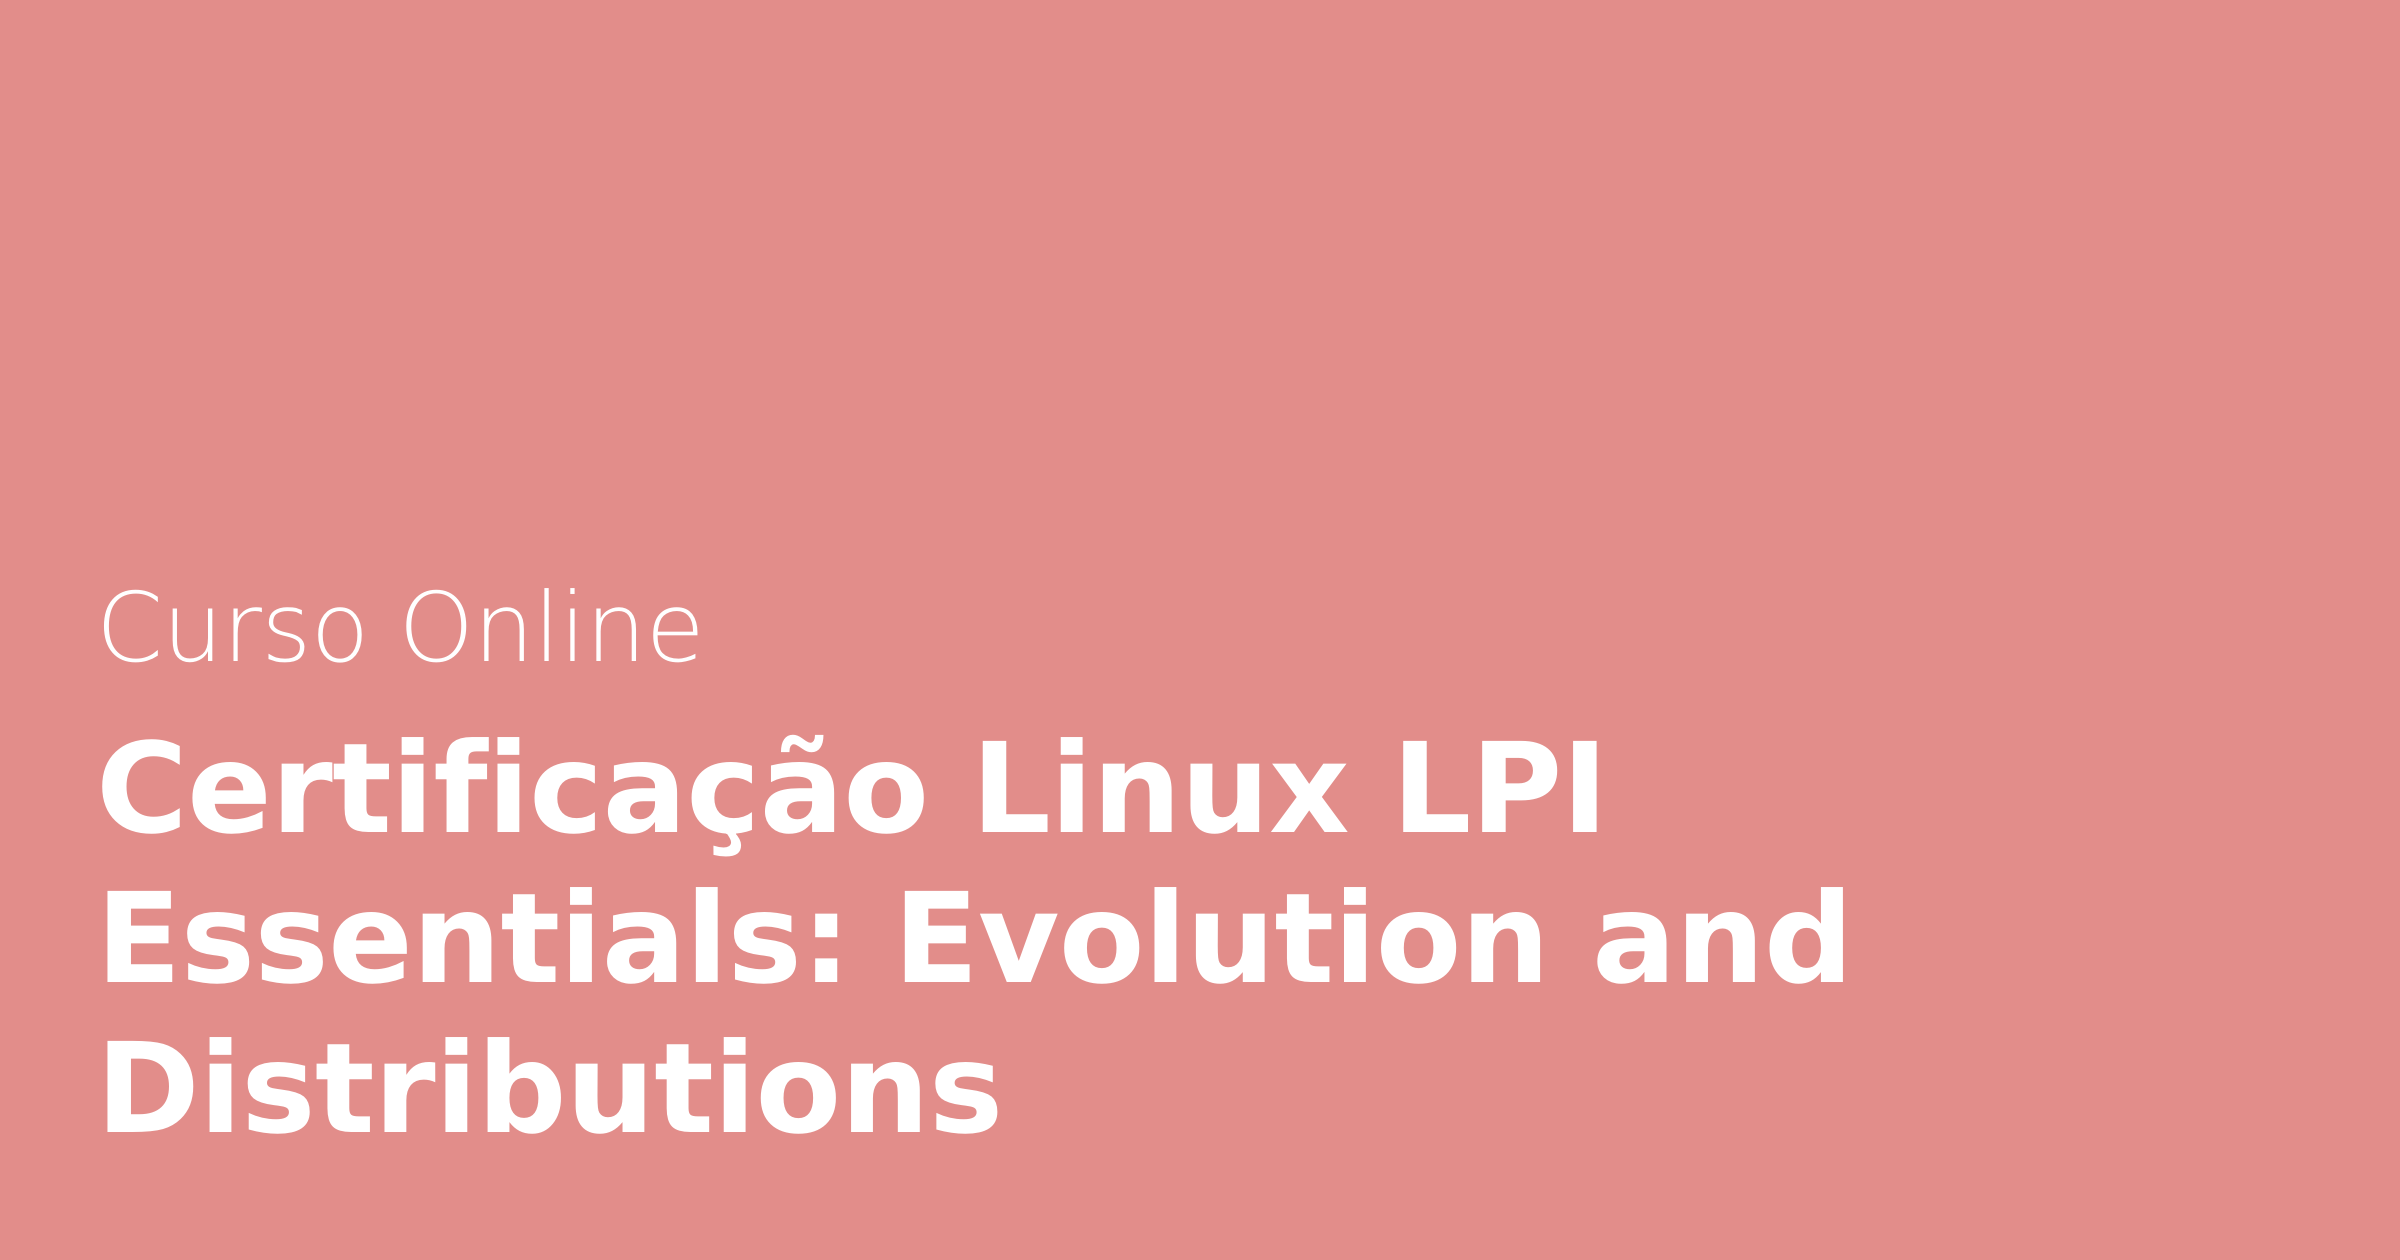 Curso Online
Certificação Linux LPI
Essentials: Evolution and
Distributions